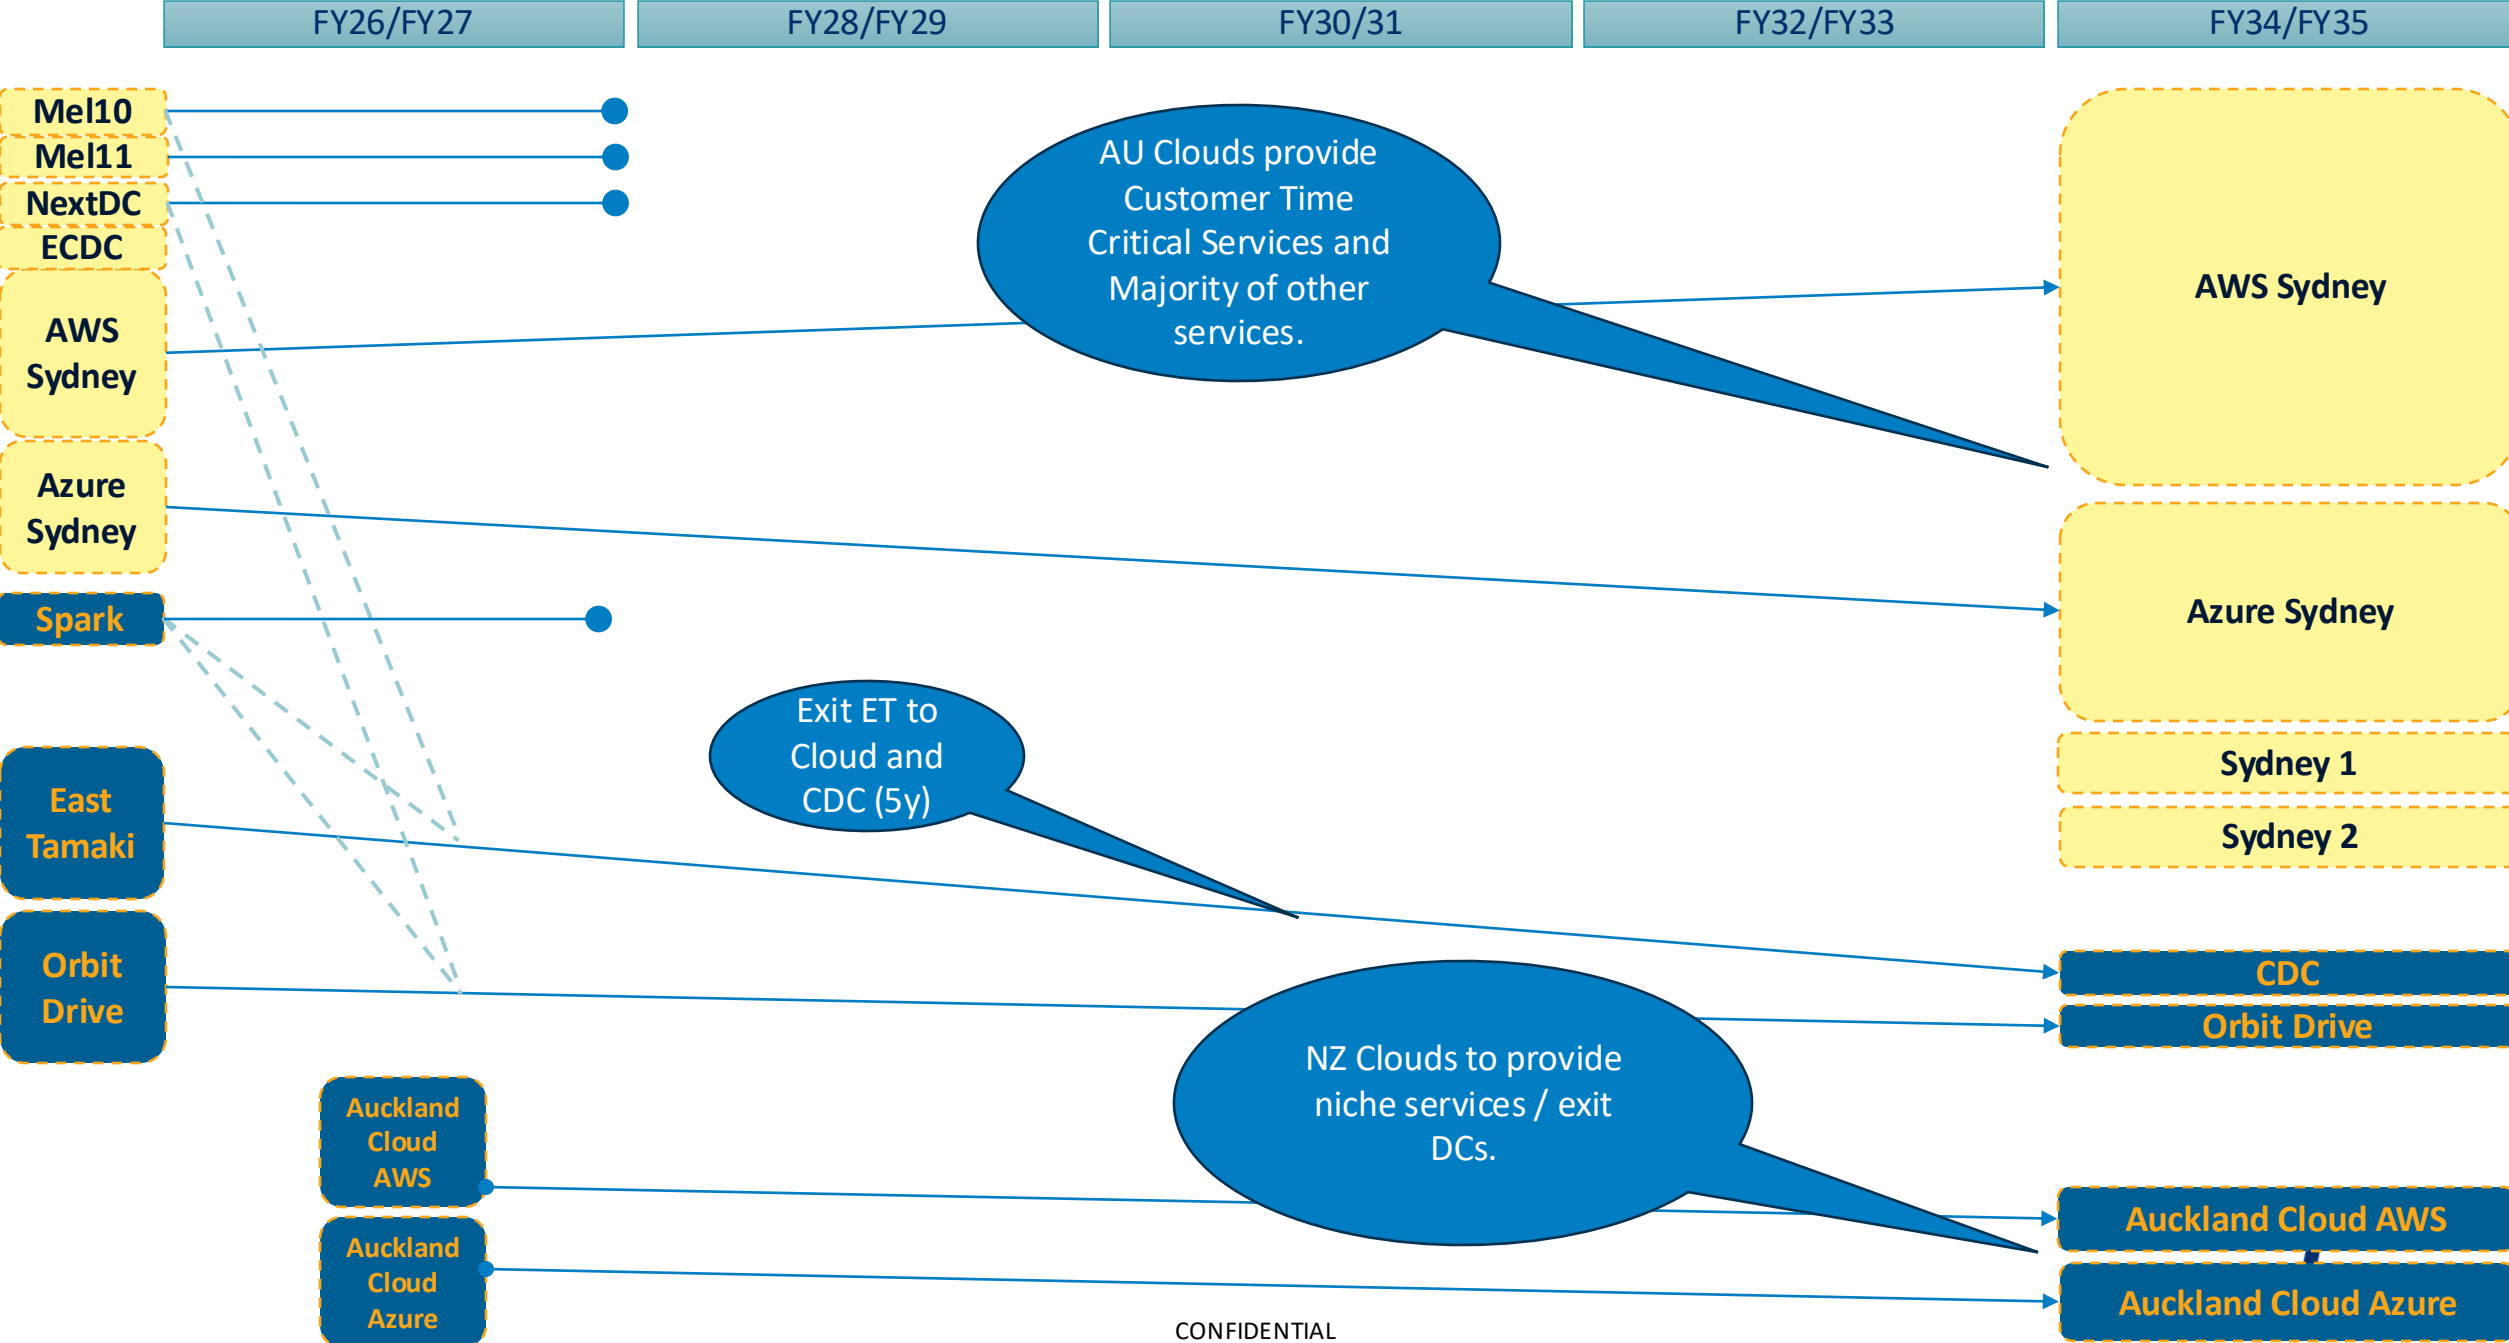 FY26/FY27
FY28/FY29
FY30/31
FY32/FY33
FY34/FY35
Mel10
Mel11
NextDC
ECDC
AWS
Sydney
Azure
Sydney
Spark
East
Tamaki
Orbit
Drive
Auckland
Cloud
AWS
Auckland
Cloud
Azure
AU Clouds provide
Customer Time
Critical Services and
Majority of other
services.
Exit ET to
Cloud and
CDC (5y)
NZ Clouds to provide
niche services / exit
DCs.
AWS Sydney
Azure Sydney
Sydney 1
Sydney 2
CDC
Orbit Drive
Auckland Cloud AWS
Auckland Cloud Azure
CONFIDENTIAL